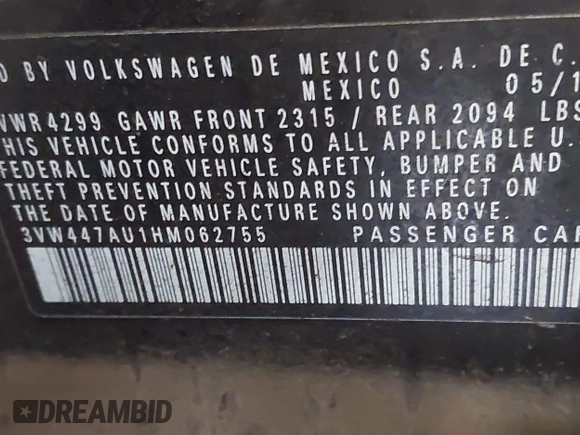 D BY VOLKSWAGEN DE MEXICO S.A. DE C.
MEXICO 05/1
VWR 4299 GAWR FRONT 2315 / REAR 2094 LBS
HIS VEHICLE CONFORMS TO ALL APPLICABLE U.
FEDERAL MOTOR VEHICLE SAFETY, BUMPER AND
THEFT PREVENTION STANDARDS IN EFFECT ON
THE DATE OF MANUFACTURE SHOWN ABOVE.
3VW447AU1HM062755 PASSENGER CAR
DREAMBID